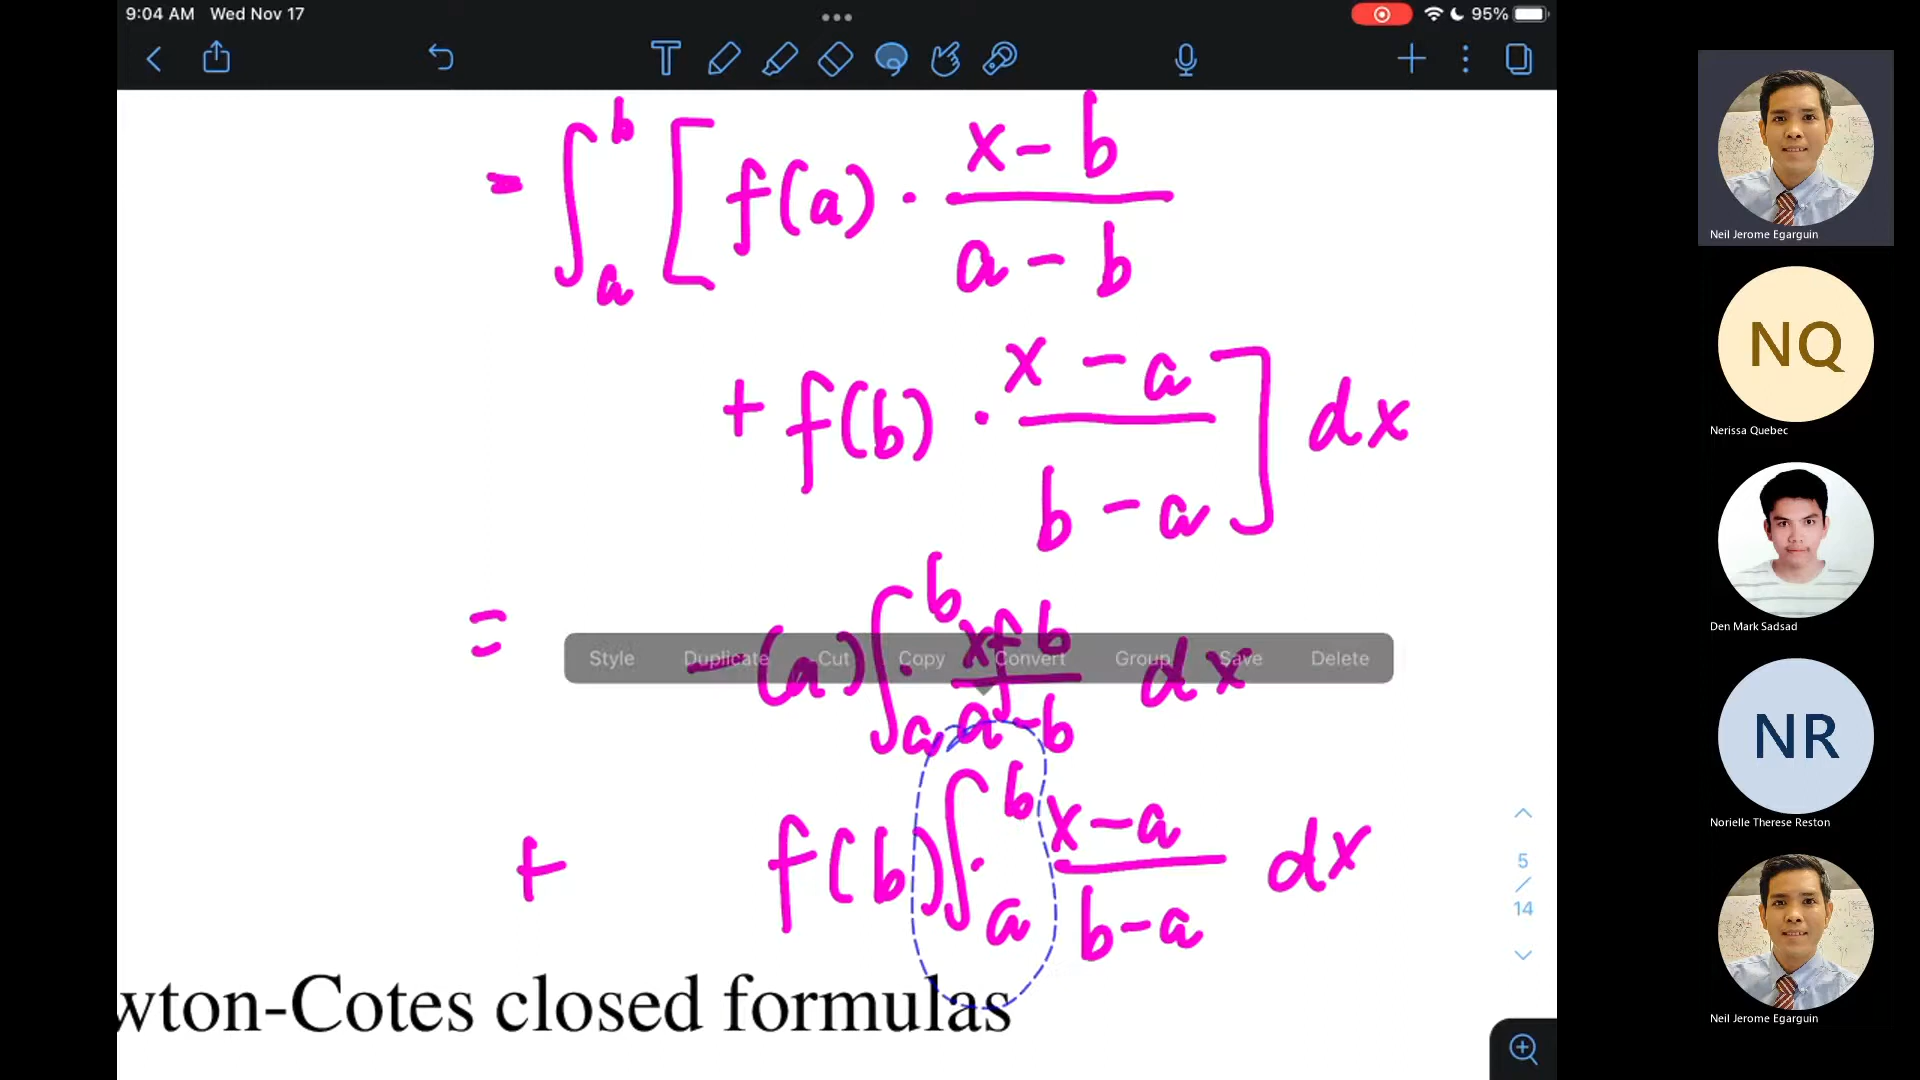 9:04 AM Wed Nov 17
95%
= ∫_a^b [ f(a) · (x - b)/(a - b)
+ f(b) · (x - a)/(b - a) ] dx
= (a) ∫_a^b · (x - b)/(a - b) dx
Style Duplicate Cut Copy Convert Group Save Delete
+ f(b) ∫_a^b · (x - a)/(b - a) dx
wton-Cotes closed formulas
5
/
14
Neil Jerome Egarguin
NQ
Nerissa Quebec
Den Mark Sadsad
NR
Norielle Therese Reston
Neil Jerome Egarguin